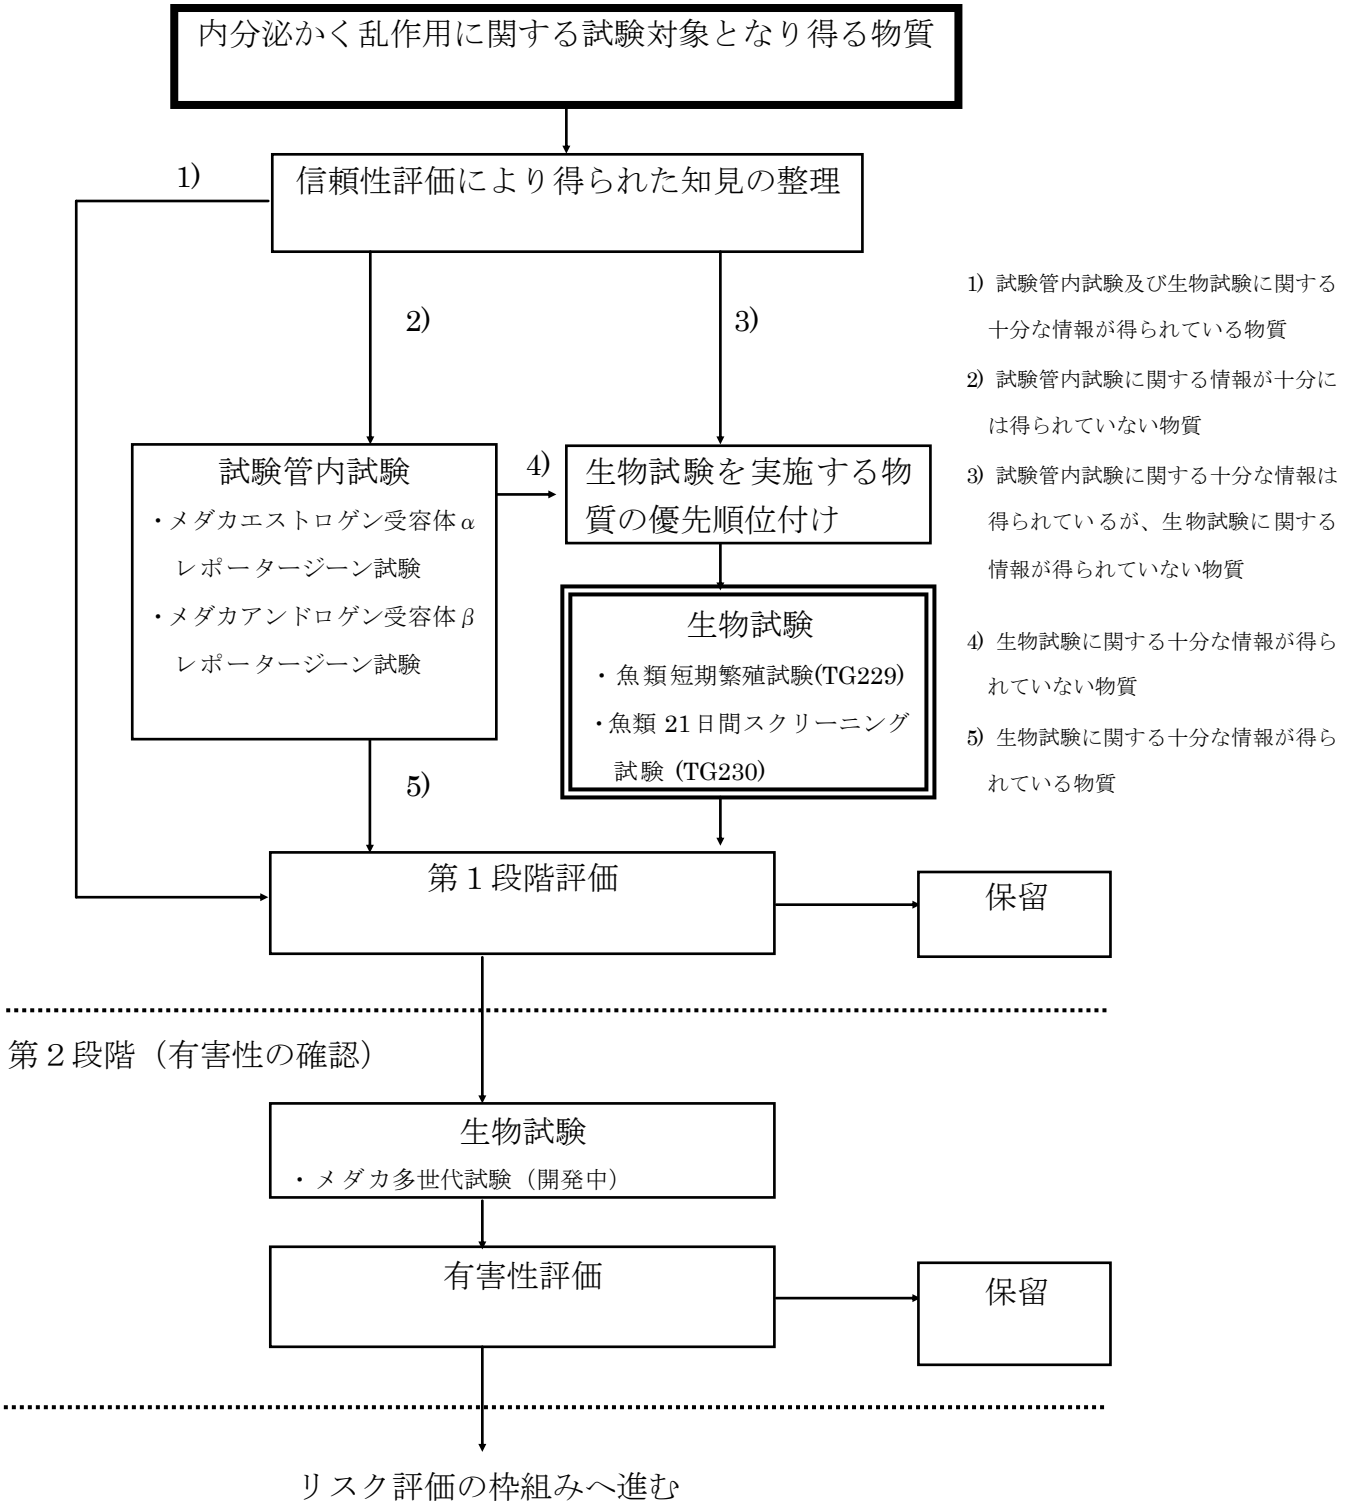 内分泌かく乱作用に関する試験対象となり得る物質
信頼性評価により得られた知見の整理
1)
2)
3)
1) 試験管内試験及び生物試験に関する
十分な情報が得られている物質
2) 試験管内試験に関する情報が十分に
は得られていない物質
3) 試験管内試験に関する十分な情報は
得られているが、生物試験に関する
情報が得られていない物質
4) 生物試験に関する十分な情報が得ら
れていない物質
5) 生物試験に関する十分な情報が得ら
れている物質
試験管内試験
・メダカエストロゲン受容体α
レポータージーン試験
・メダカアンドロゲン受容体β
レポータージーン試験
4)
生物試験を実施する物
質の優先順位付け
生物試験
・魚類短期繁殖試験(TG229)
・魚類 21日間スクリーニング
試験 (TG230)
5)
第1段階評価
保留
第2段階（有害性の確認）
生物試験
・メダカ多世代試験（開発中）
有害性評価
保留
リスク評価の枠組みへ進む